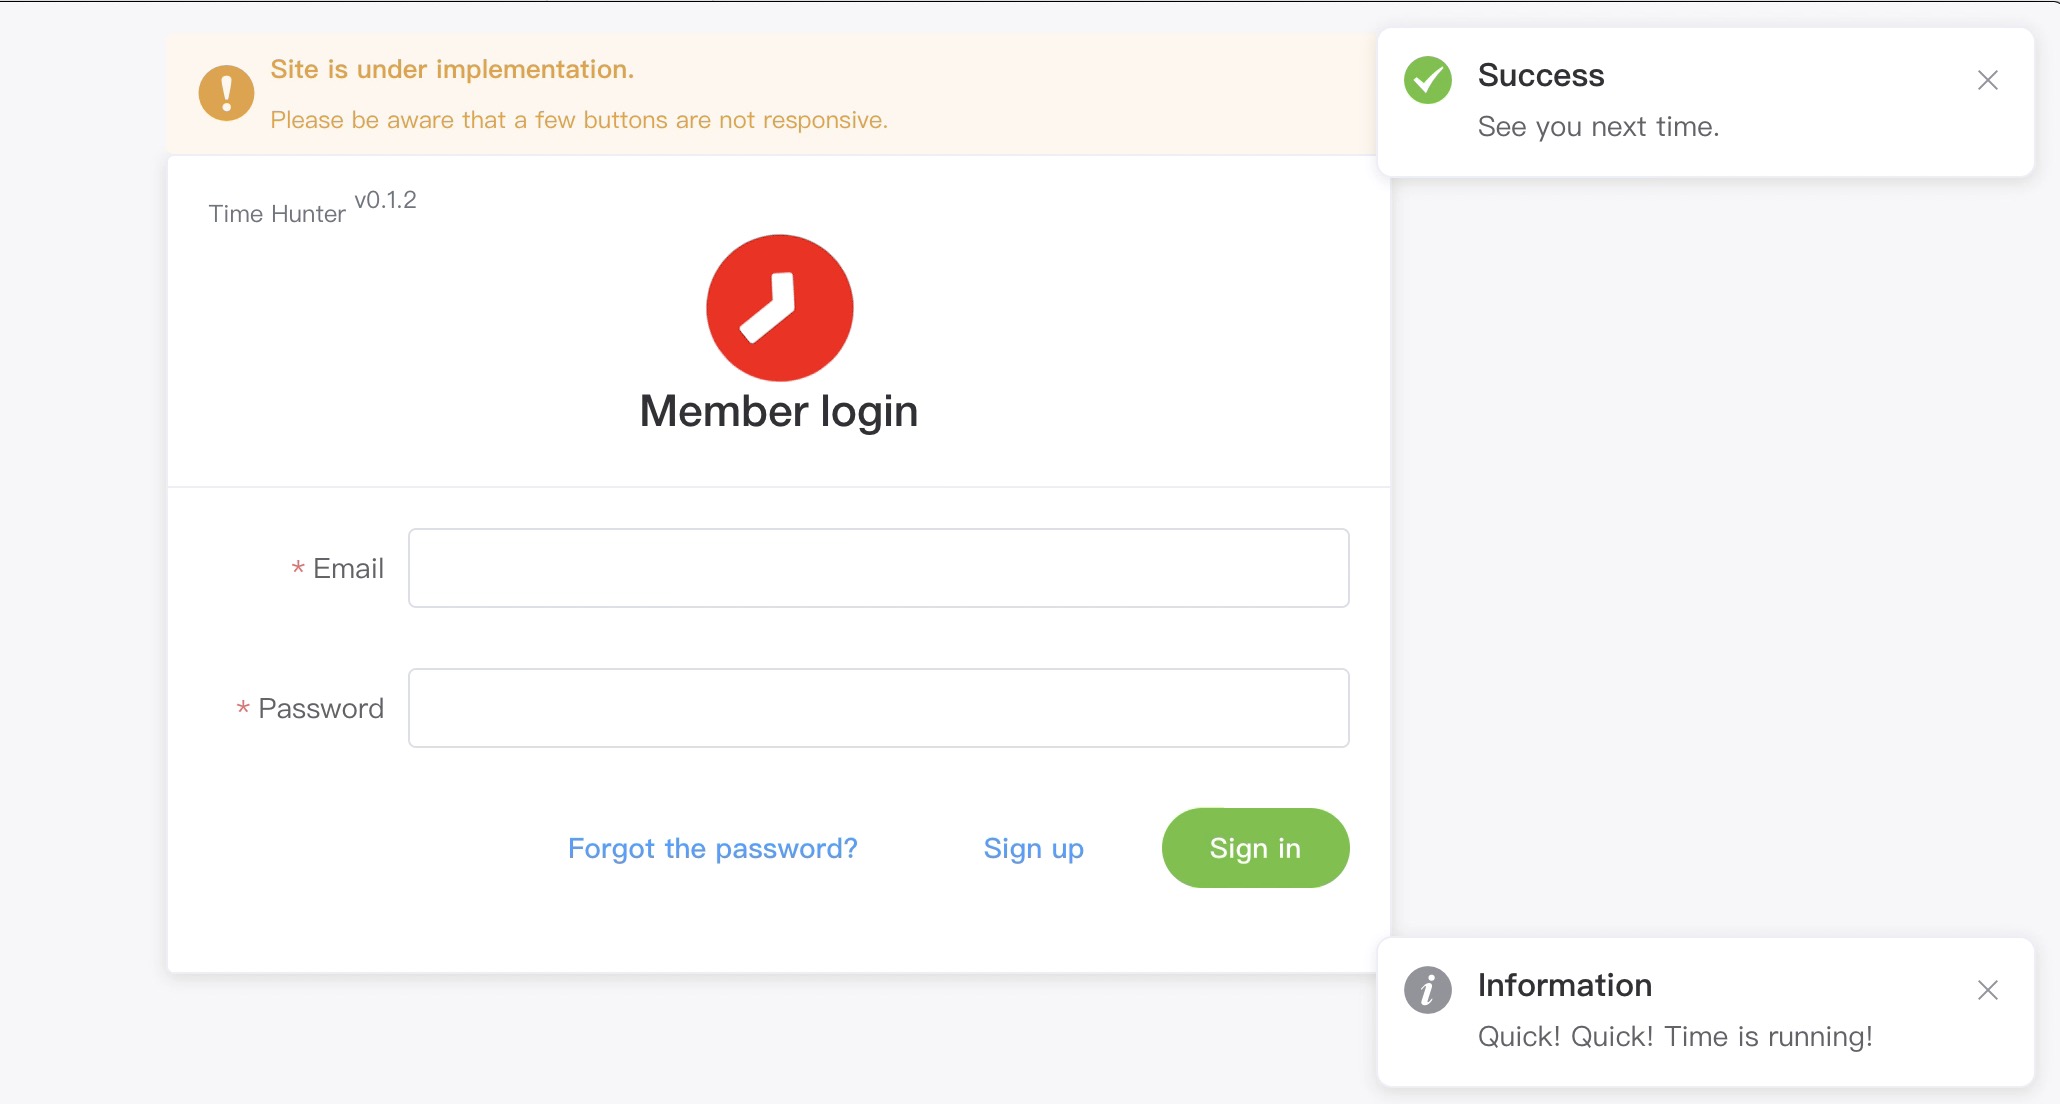 Site is under implementation.
Please be aware that a few buttons are not responsive.
Success
See you next time.
Time Hunter v0.1.2
Member login
* Email
* Password
Forgot the password?
Sign up
Sign in
Information
Quick! Quick! Time is running!